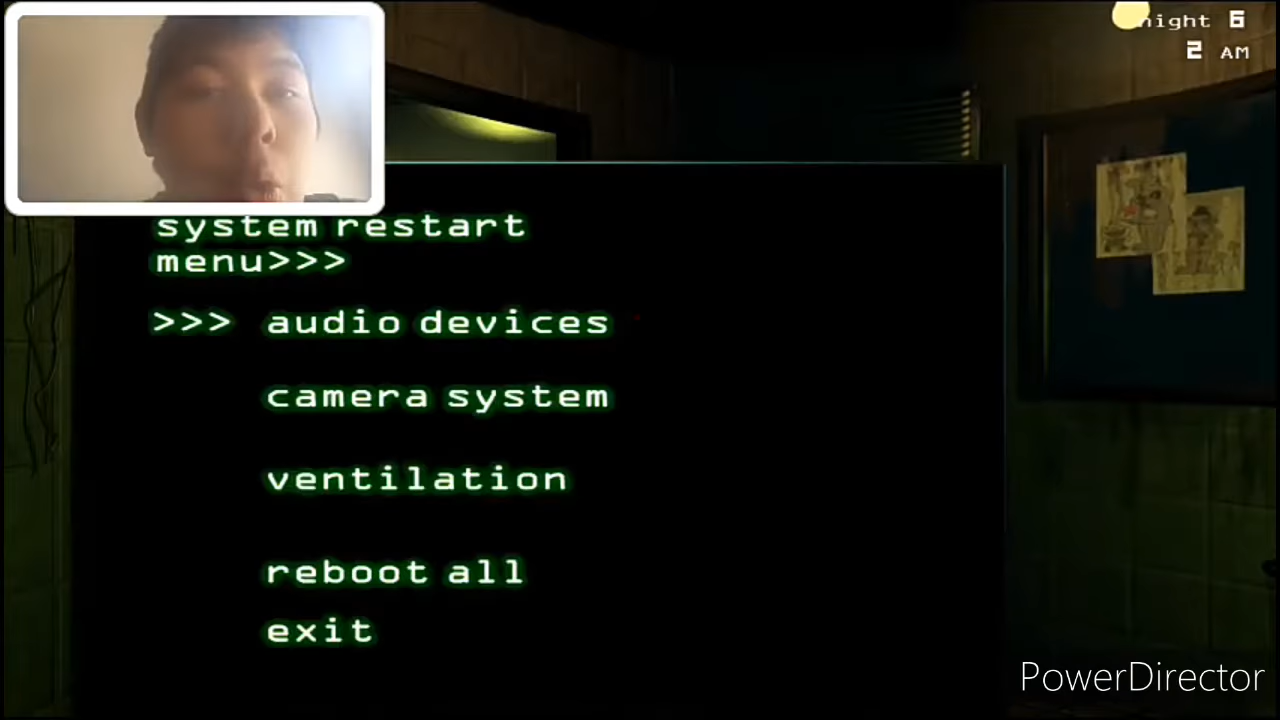 night 6
2 AM
system restart
menu>>>
>>> audio devices
camera system
ventilation
reboot all
exit
PowerDirector